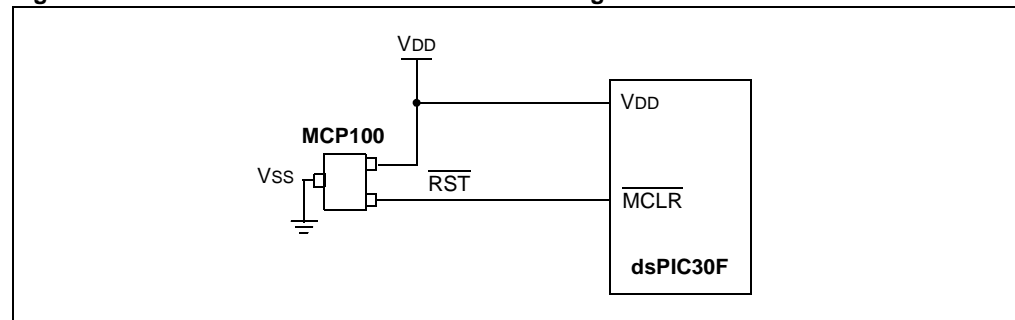 VDD
VDD
MCP100
VSS
RST
MCLR
dsPIC30F